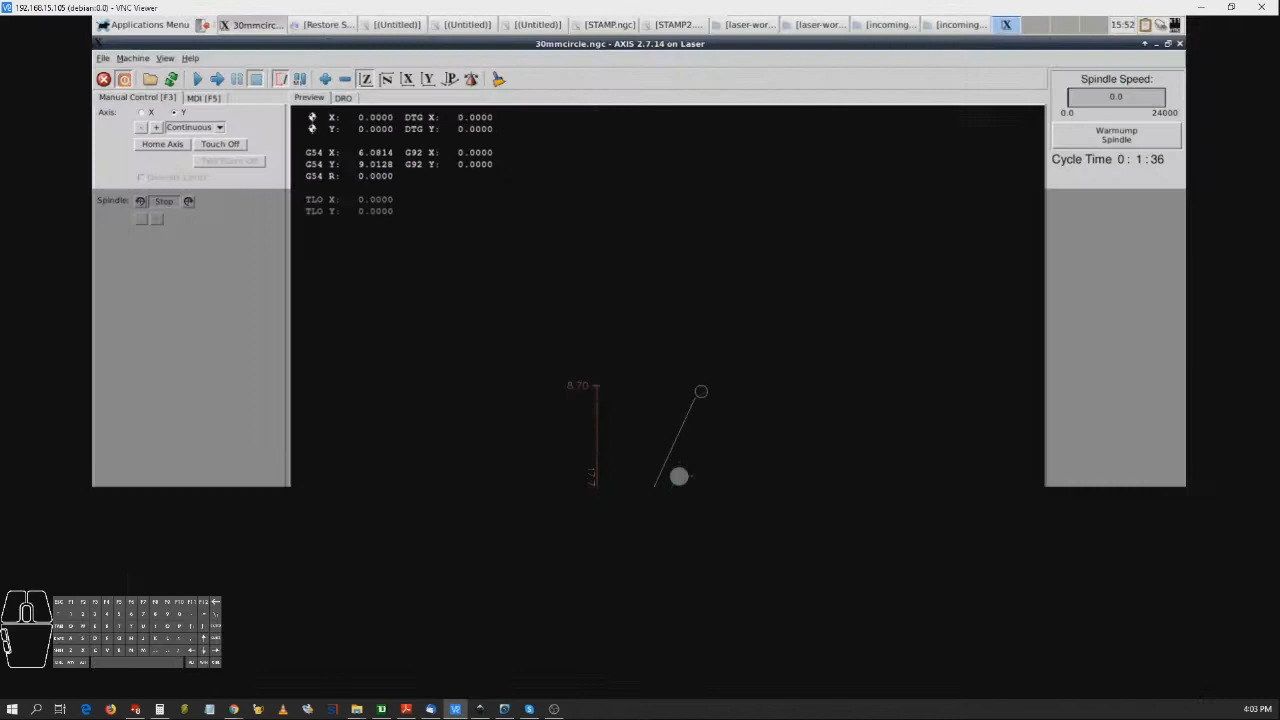 192.168.15.105 (debian:0.0) - VNC Viewer
Applications Menu 30mmcirc... [Restore S... [(Untitled)] [(Untitled)] [(Untitled)] [STAMP.ngc] [STAMP2.... [laser-wor... [laser-wor... [incoming... [incoming... 15:52
30mmcircle.ngc - AXIS 2.7.14 on Laser
File Machine View Help
Manual Control [F3] MDI [F5] Preview DRO
Axis: X Y
- + Continuous
Home Axis Touch Off
Spindle: Stop
X: 0.0000 DTG X: 0.0000
Y: 0.0000 DTG Y: 0.0000
G54 X: 6.0814 G92 X: 0.0000
G54 Y: 9.0128 G92 Y: 0.0000
G54 R: 0.0000
TLO X: 0.0000
TLO Y: 0.0000
8.70
Spindle Speed:
0.0
0.0 24000
Warmump
Spindle
Cycle Time 0: 1:36
4:03 PM